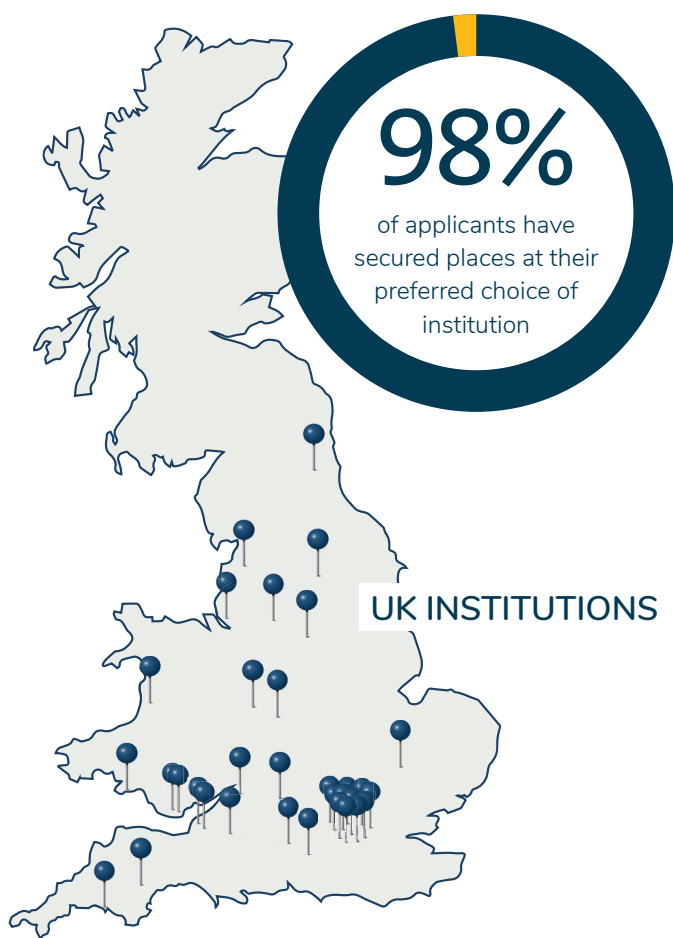 98%
of applicants have
secured places at their
preferred choice of
institution
UK INSTITUTIONS